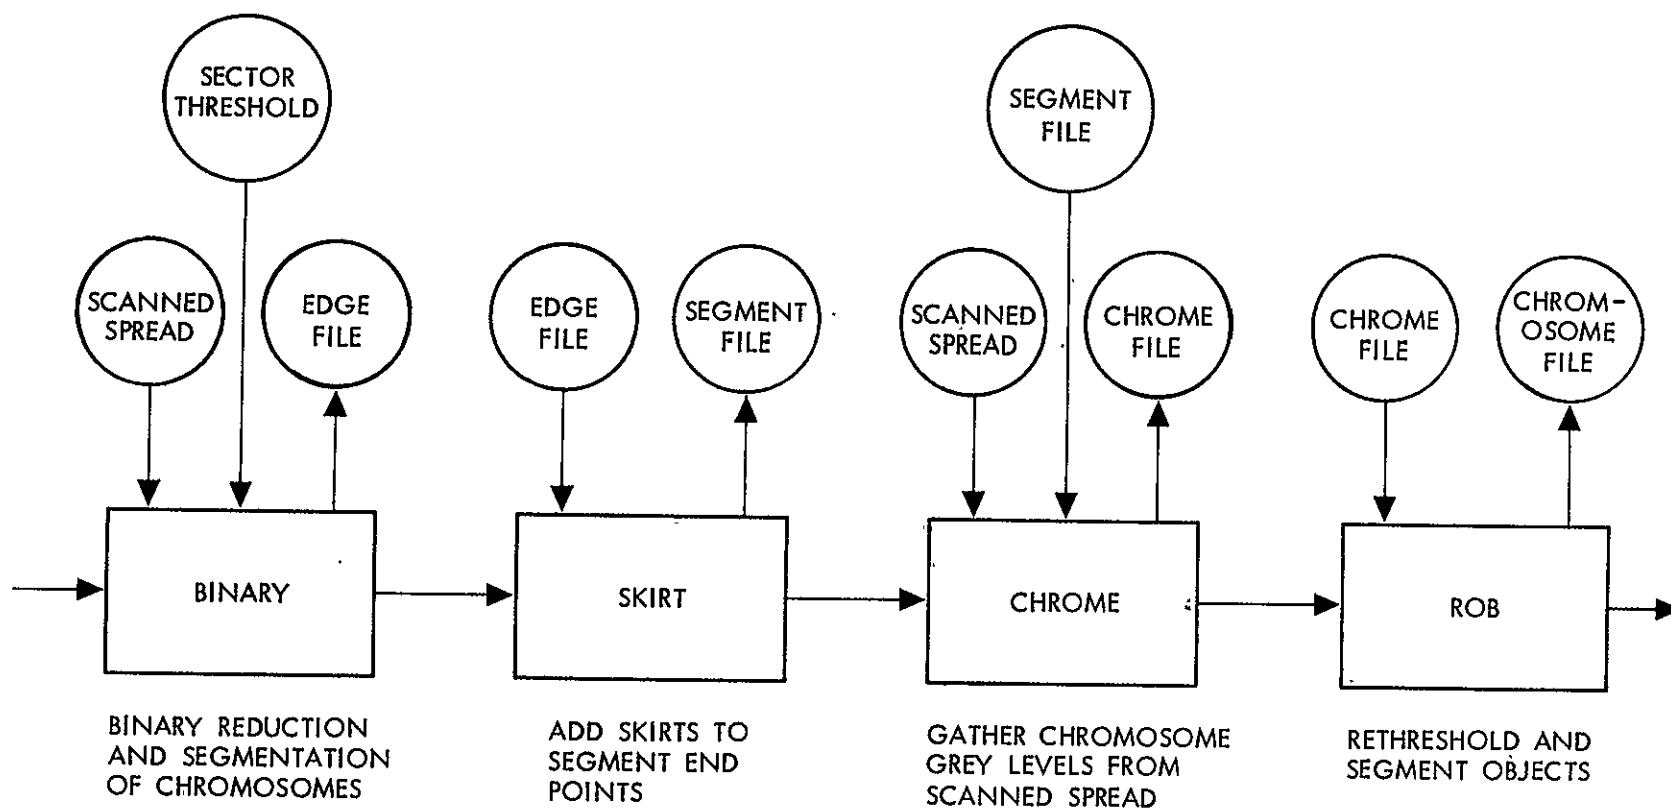 SECTOR
THRESHOLD
SCANNED
SPREAD
EDGE
FILE
BINARY
BINARY REDUCTION
AND SEGMENTATION
OF CHROMOSOMES
EDGE
FILE
SEGMENT
FILE
SKIRT
ADD SKIRTS TO
SEGMENT END
POINTS
SEGMENT
FILE
SCANNED
SPREAD
CHROME
FILE
CHROME
GATHER CHROMOSOME
GREY LEVELS FROM
SCANNED SPREAD
CHROME
FILE
CHROM-
OSOME
FILE
ROB
RETHRESHOLD AND
SEGMENT OBJECTS